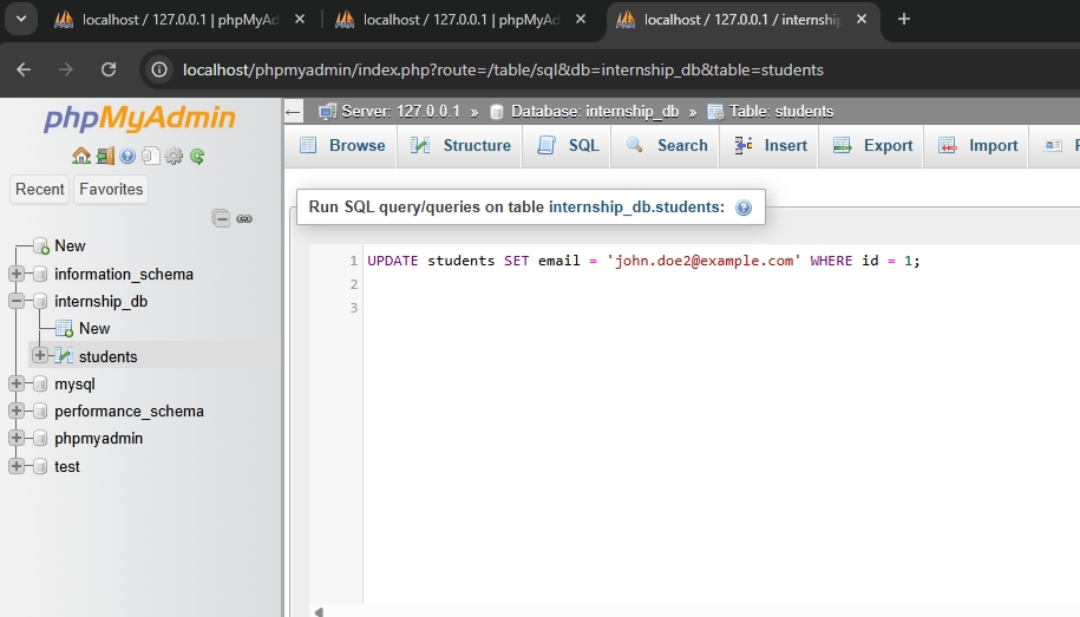 localhost / 127.0.0.1 | phpMyAd
localhost / 127.0.0.1 | phpMyAd
localhost / 127.0.0.1 / internship
localhost/phpmyadmin/index.php?route=/table/sql&db=internship_db&table=students
phpMyAdmin
Recent Favorites
New
information_schema
internship_db
New
students
mysql
performance_schema
phpmyadmin
test
Server: 127.0.0.1 » Database: internship_db » Table: students
Browse Structure SQL Search Insert Export Import
Run SQL query/queries on table internship_db.students:
1 UPDATE students SET email = 'john.doe2@example.com' WHERE id = 1;
2
3